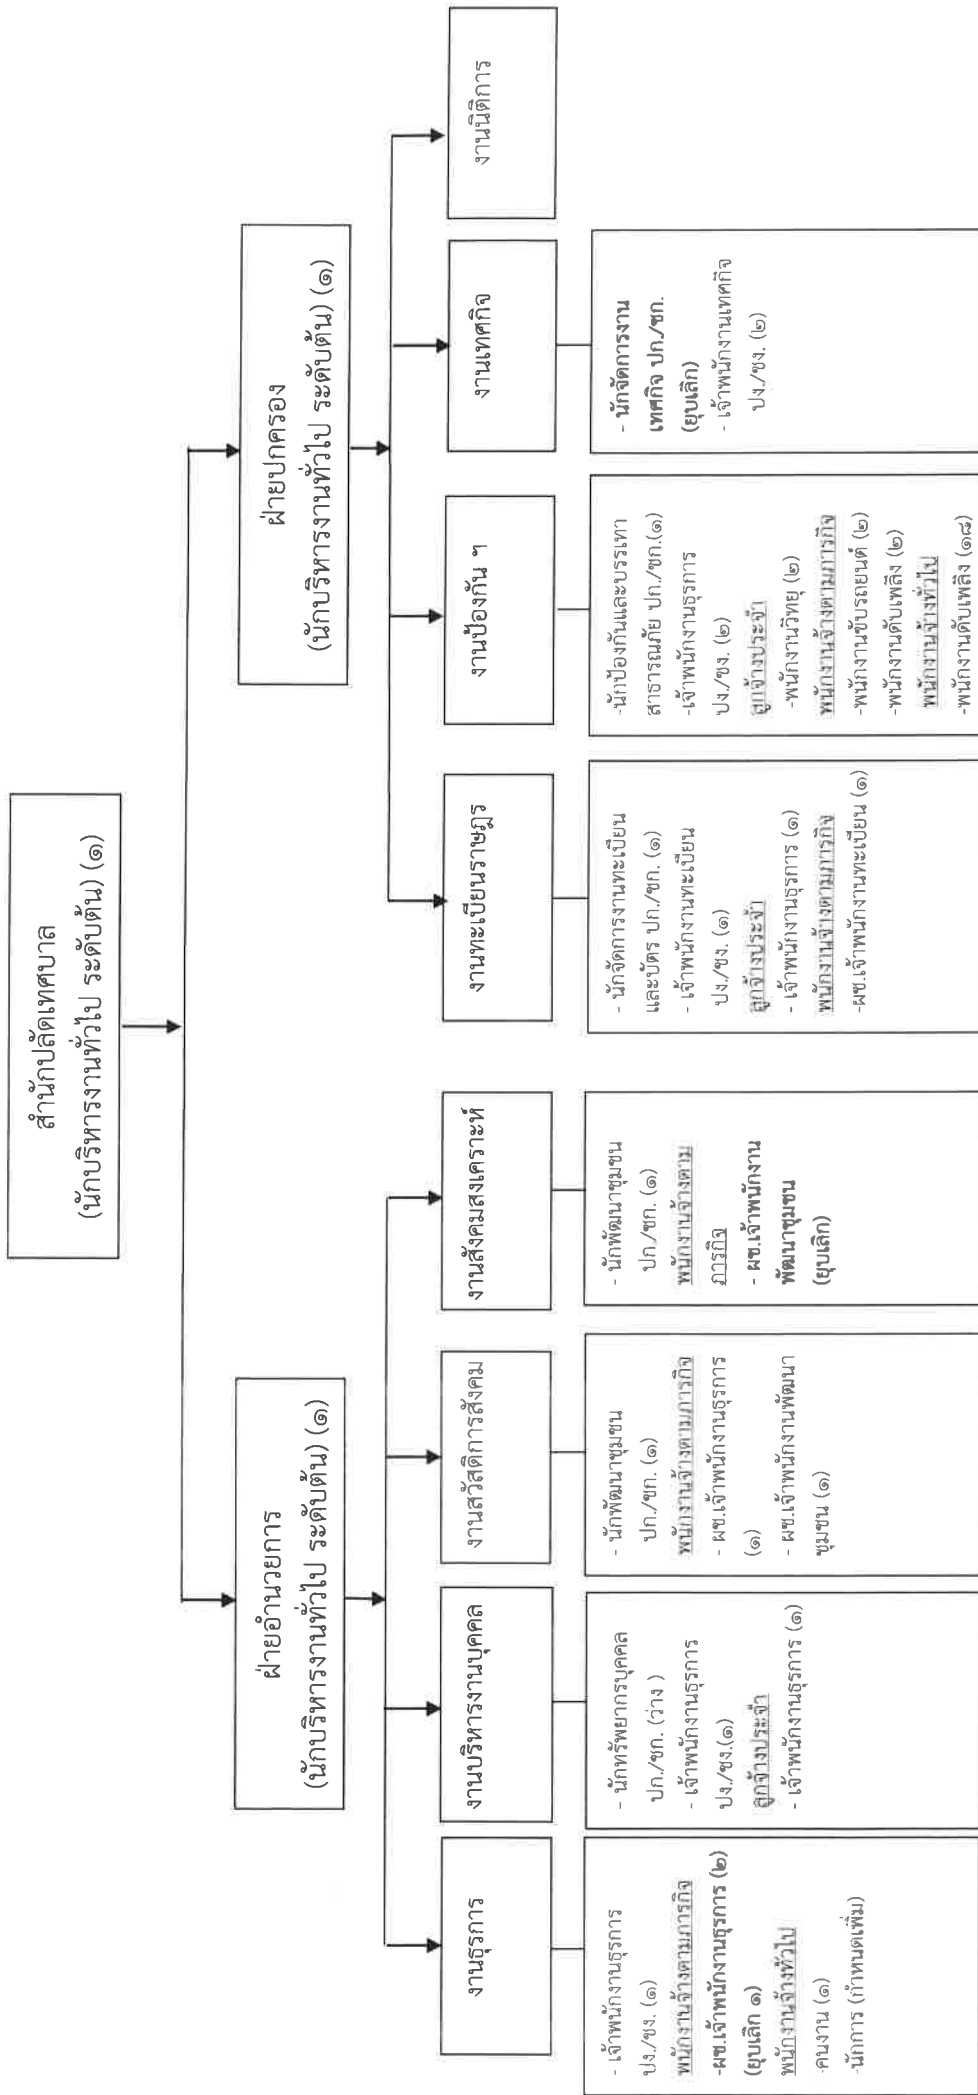 สำนักปลัดเทศบาล
(นักบริหารงานทั่วไป ระดับต้น) (๑)
ฝ่ายอำนวยการ
(นักบริหารงานทั่วไป ระดับต้น) (๑)
ฝ่ายปกครอง
(นักบริหารงานทั่วไป ระดับต้น) (๑)
งานธุรการ
งานบริหารงานบุคคล
งานสวัสดิการสังคม
งานสังคมสงเคราะห์
งานทะเบียนราษฎร
งานป้องกัน ฯ
งานเทศกิจ
งานนิติการ
- เจ้าพนักงานธุรการ
ปง./ชง. (๑)
พนักงานจ้างตามภารกิจ
-ผช.เจ้าพนักงานธุรการ (๒)
(ยุบเลิก ๑)
พนักงานจ้างทั่วไป
-คนงาน (๑)
-นักการ (กำหนดเพิ่ม)
- นักทรัพยากรบุคคล
ปก./ชก. (ว่าง )
- เจ้าพนักงานธุรการ
ปง./ชง.(๑)
ลูกจ้างประจำ
- เจ้าพนักงานธุรการ (๑)
- นักพัฒนาชุมชน
ปก./ชก. (๑)
พนักงานจ้างตามภารกิจ
- ผช.เจ้าพนักงานธุรการ
(๑)
- ผช.เจ้าพนักงานพัฒนา
ชุมชน (๑)
- นักพัฒนาชุมชน
ปก./ชก. (๑)
พนักงานจ้างตาม
ภารกิจ
- ผช.เจ้าพนักงาน
พัฒนาชุมชน
(ยุบเลิก)
- นักจัดการงานทะเบียน
และบัตร ปก./ชก. (๑)
- เจ้าพนักงานทะเบียน
ปง./ชง. (๑)
ลูกจ้างประจำ
- เจ้าพนักงานธุรการ (๑)
พนักงานจ้างตามภารกิจ
-ผช.เจ้าพนักงานทะเบียน (๑)
-นักป้องกันและบรรเทา
สาธารณภัย ปก./ชก.(๑)
-เจ้าพนักงานธุรการ
ปง./ชง. (๒)
ลูกจ้างประจำ
-พนักงานวิทยุ (๒)
พนักงานจ้างตามภารกิจ
-พนักงานขับรถยนต์ (๒)
-พนักงานดับเพลิง (๒)
พนักงานจ้างทั่วไป
-พนักงานดับเพลิง (๑๘)
- นักจัดการงาน
เทศกิจ ปก./ชก.
(ยุบเลิก)
- เจ้าพนักงานเทศกิจ
ปง./ชง. (๒)